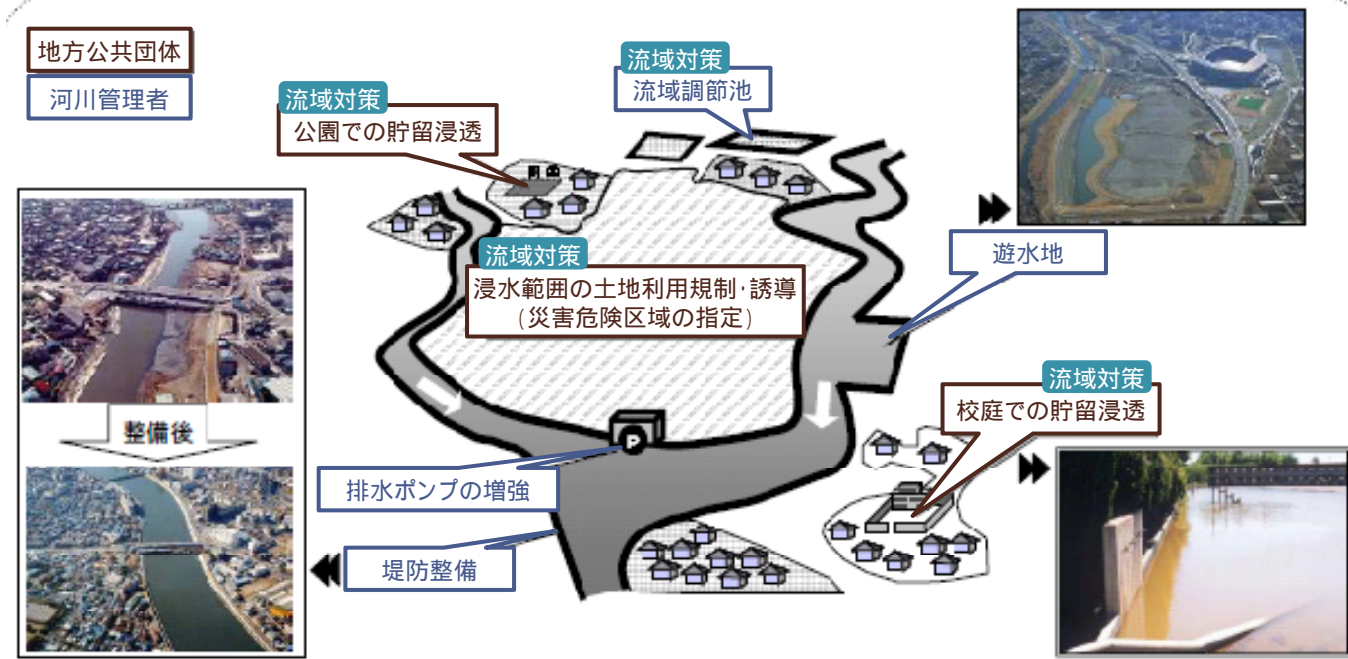 地方公共団体
河川管理者
流域対策
公園での貯留浸透
流域対策
流域調節池
流域対策
浸水範囲の土地利用規制・誘導
(災害危険区域の指定)
遊水地
流域対策
校庭での貯留浸透
整備後
P
排水ポンプの増強
堤防整備